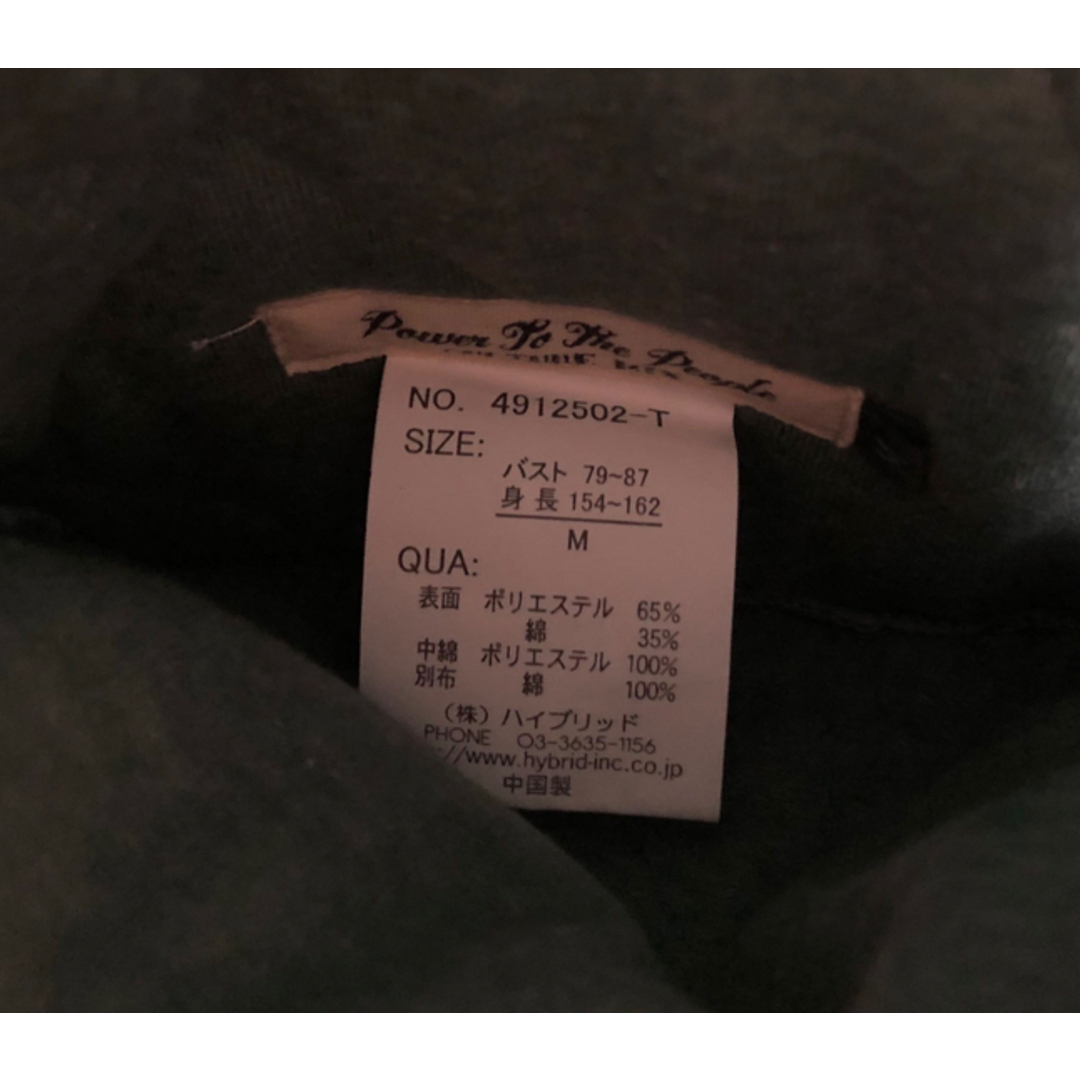 Power To The People
NO. 4912502-T
SIZE:
バスト 79~87
身長 154~162
M
QUA:
表面 ポリエステル 65%
綿 35%
中綿 ポリエステル 100%
別布 綿 100%
(株)ハイブリッド
PHONE 03-3635-1156
//www.hybrid-inc.co.jp
中国製